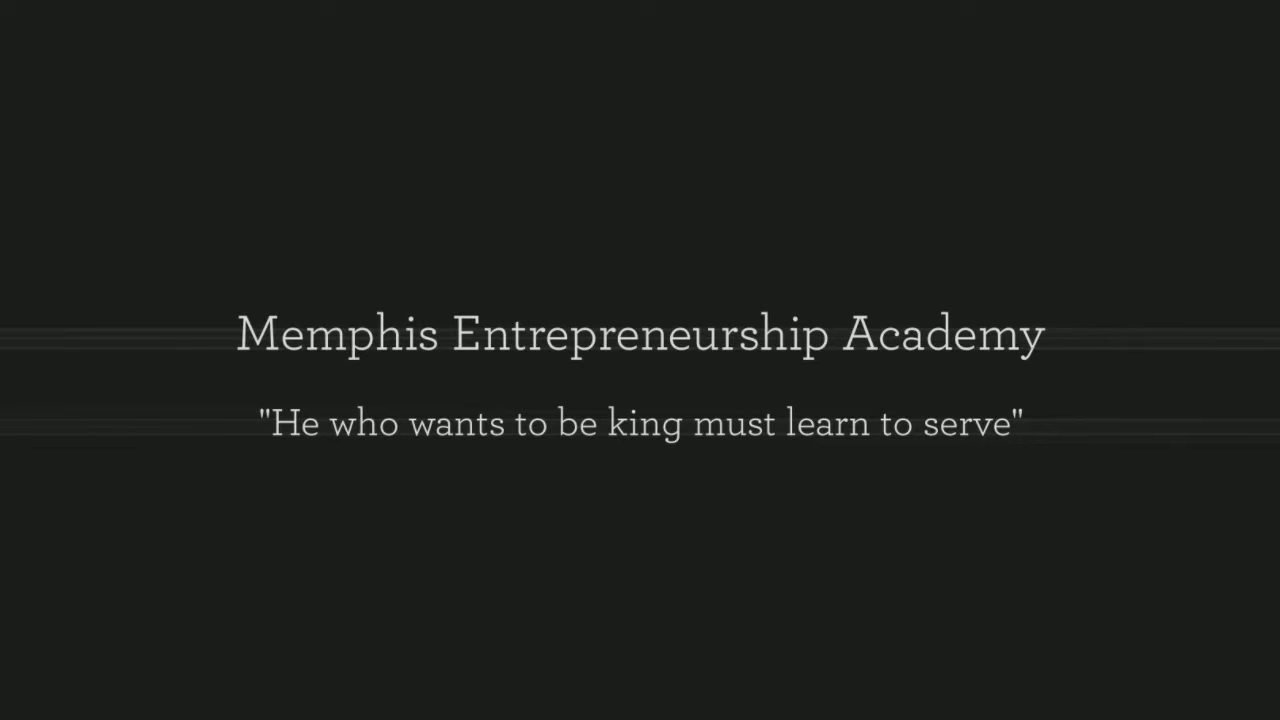 Memphis Entrepreneurship Academy
"He who wants to be king must learn to serve"